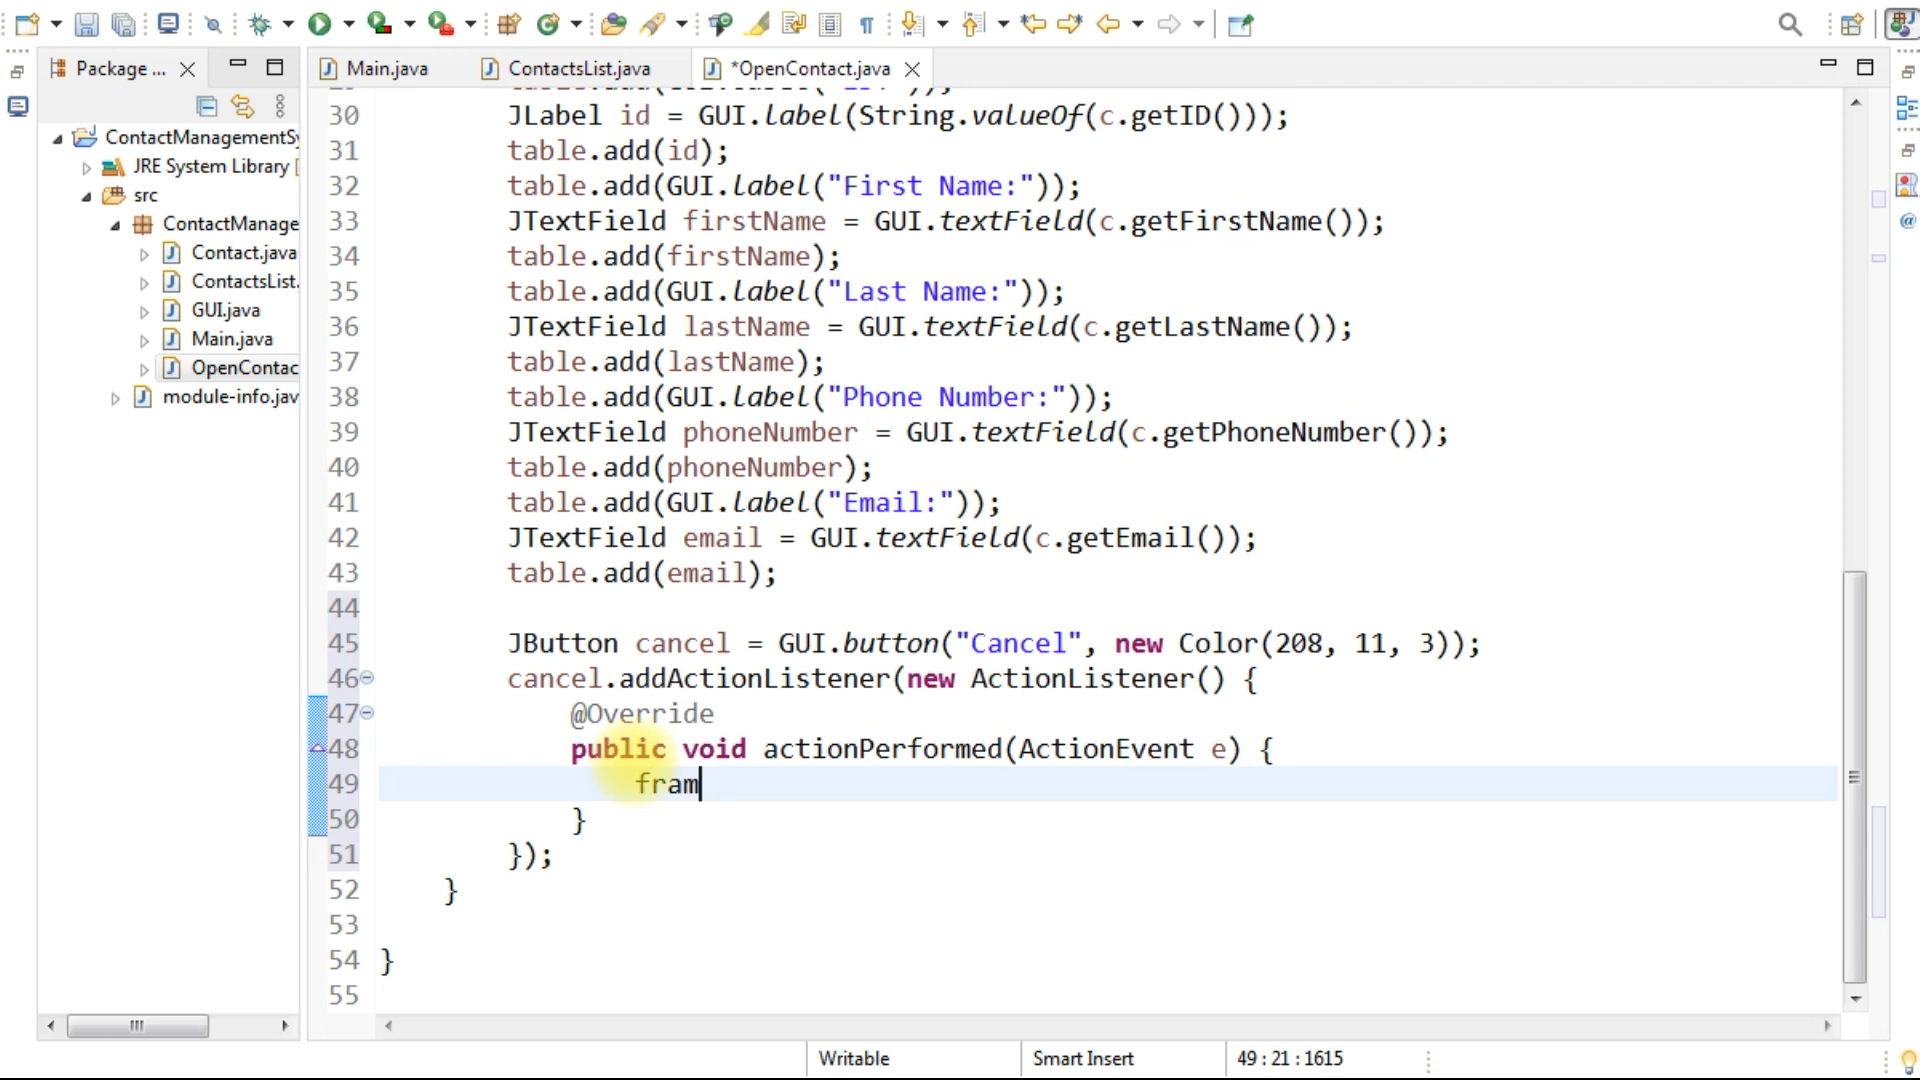 Package ...
Main.java
ContactsList.java
*OpenContact.java
ContactManagementSy
JRE System Library [
src
ContactManage
Contact.java
ContactsList.
GUI.java
Main.java
OpenContac
module-info.jav
30 JLabel id = GUI.label(String.valueOf(c.getID()));
31 table.add(id);
32 table.add(GUI.label("First Name:"));
33 JTextField firstName = GUI.textField(c.getFirstName());
34 table.add(firstName);
35 table.add(GUI.label("Last Name:"));
36 JTextField lastName = GUI.textField(c.getLastName());
37 table.add(lastName);
38 table.add(GUI.label("Phone Number:"));
39 JTextField phoneNumber = GUI.textField(c.getPhoneNumber());
40 table.add(phoneNumber);
41 table.add(GUI.label("Email:"));
42 JTextField email = GUI.textField(c.getEmail());
43 table.add(email);
44
45 JButton cancel = GUI.button("Cancel", new Color(208, 11, 3));
46 cancel.addActionListener(new ActionListener() {
47 @Override
48 public void actionPerformed(ActionEvent e) {
49 fram
50 }
51 });
52 }
53
54 }
55
Writable
Smart Insert
49 : 21 : 1615